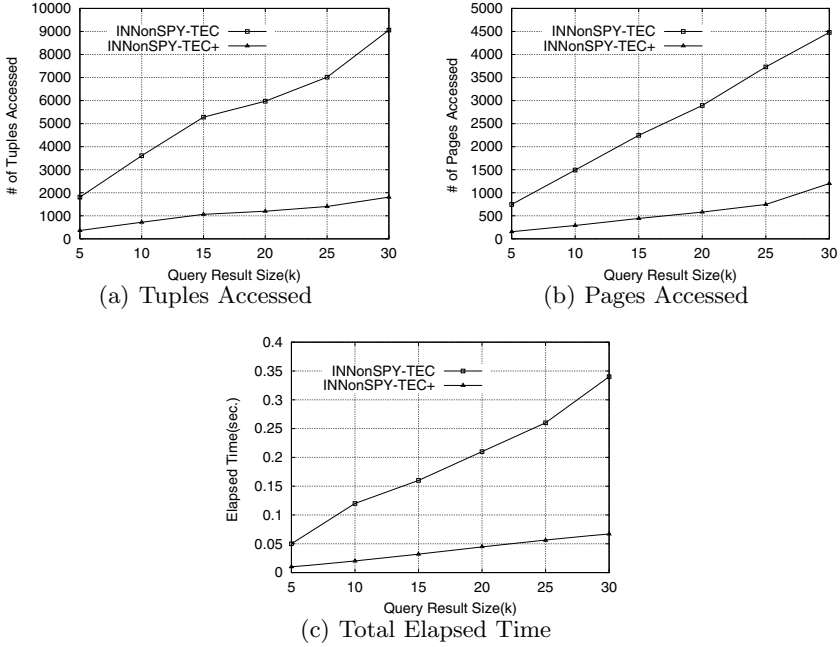 10000
9000
8000
7000
6000
5000
4000
3000
2000
1000
0
# of Tuples Accessed
INNonSPY-TEC
INNonSPY-TEC+
5 10 15 20 25 30
Query Result Size(k)
(a) Tuples Accessed
5000
4500
4000
3500
3000
2500
2000
1500
1000
500
0
# of Pages Accessed
INNonSPY-TEC
INNonSPY-TEC+
5 10 15 20 25 30
Query Result Size(k)
(b) Pages Accessed
0.4
0.35
0.3
0.25
0.2
0.15
0.1
0.05
0
Elapsed Time(sec.)
INNonSPY-TEC
INNonSPY-TEC+
5 10 15 20 25 30
Query Result Size(k)
(c) Total Elapsed Time